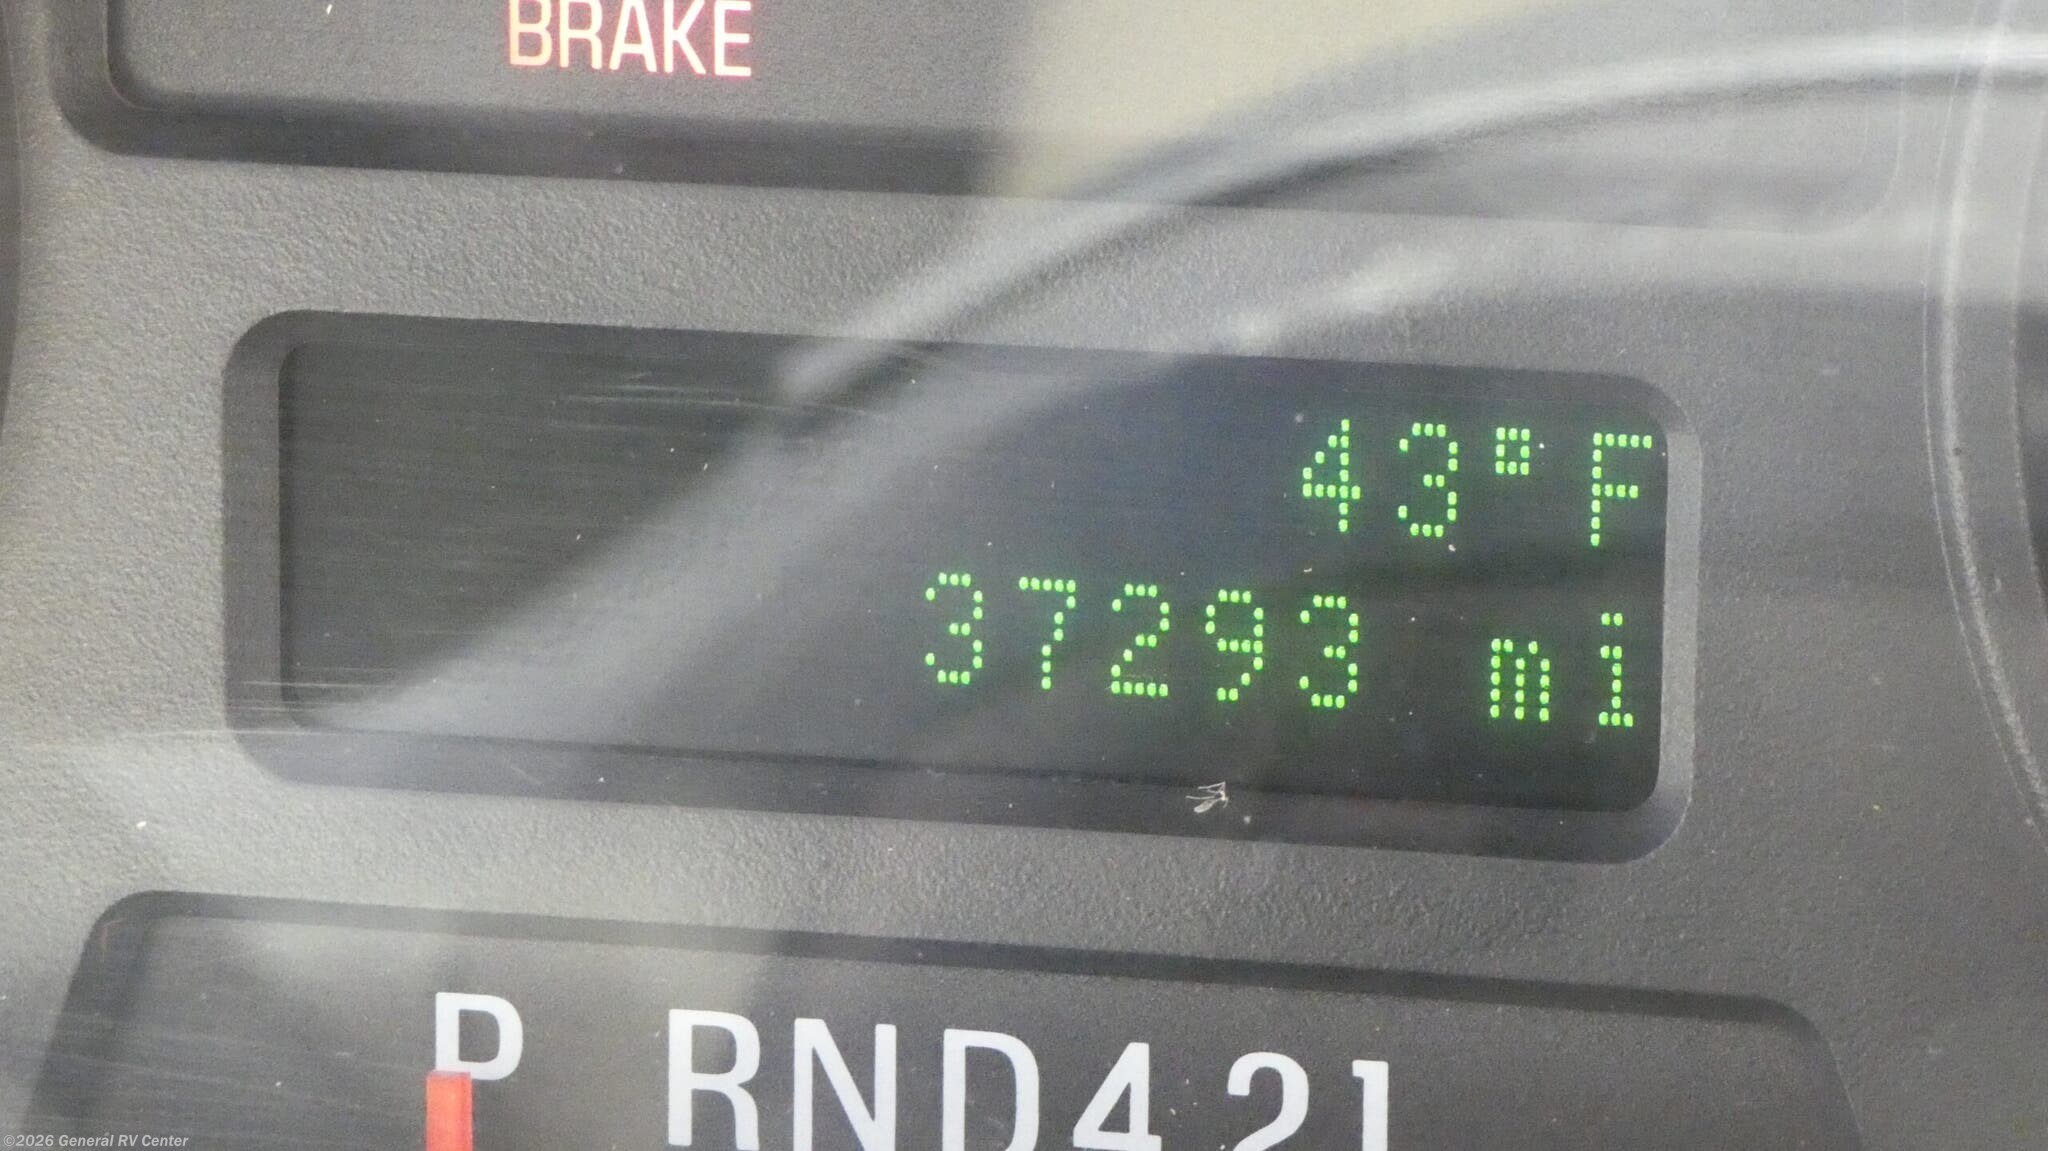 BRAKE
43°F
37293 mi
P RND421
©2026 General RV Center